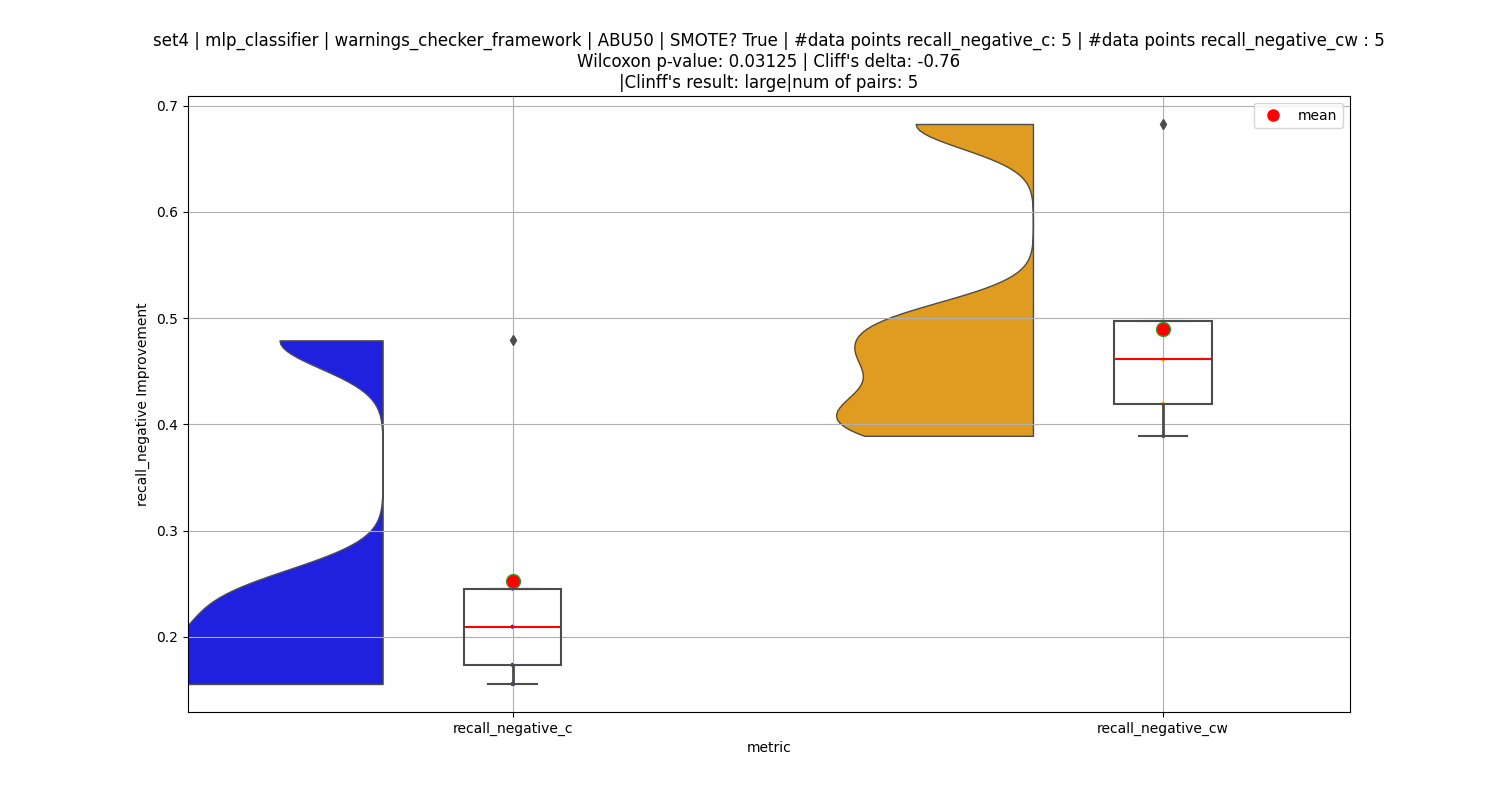 set4 | mlp_classifier | warnings_checker_framework | ABU50 | SMOTE? True | #data points recall_negative_c: 5 | #data points recall_negative_cw : 5
Wilcoxon p-value: 0.03125 | Cliff's delta: -0.76
|Clinff's result: large|num of pairs: 5
mean
recall_negative Improvement
0.7
0.6
0.5
0.4
0.3
0.2
recall_negative_c
recall_negative_cw
metric